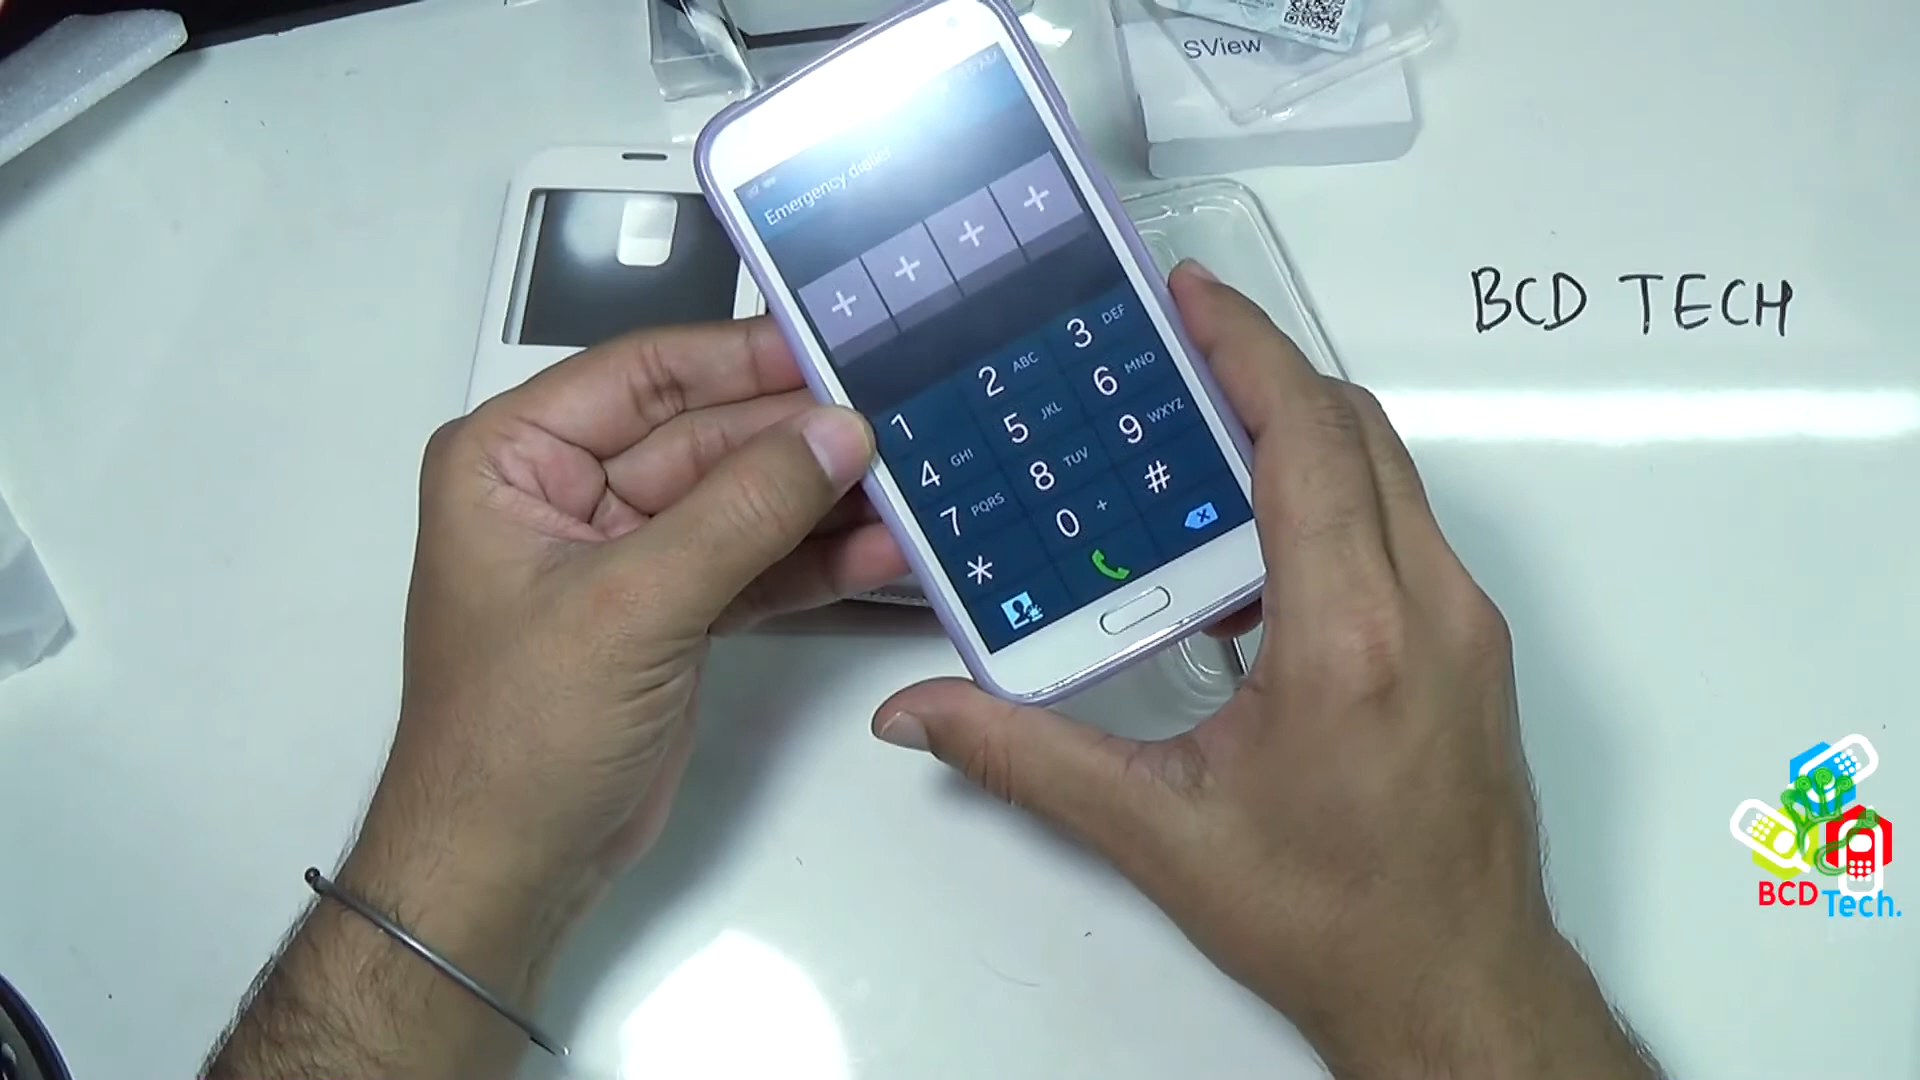 SView
Emergency dialler
+ + + +
1
2 ABC
3 DEF
4 GHI
5 JKL
6 MNO
7 PQRS
8 TUV
9 WXYZ
*
0 +
#
BCD TECH
BCD Tech.